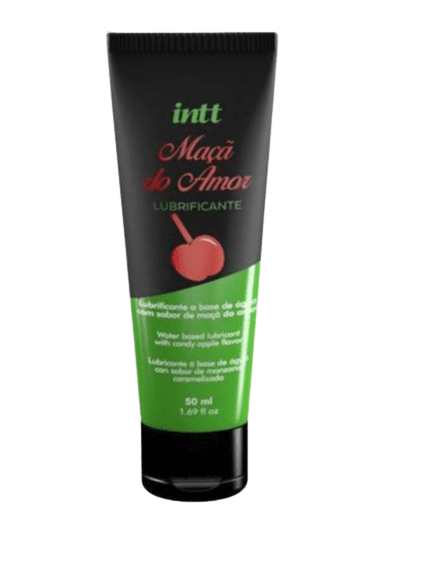 intt
Maçã
do Amor
LUBRIFICANTE
Lubrificante a base de água
com sabor de maçã do amor
Water based lubricant
with candy apple flavor
Lubricante à base de água
con sabor de manzana
caramelizada
50 ml
1.69 fl oz